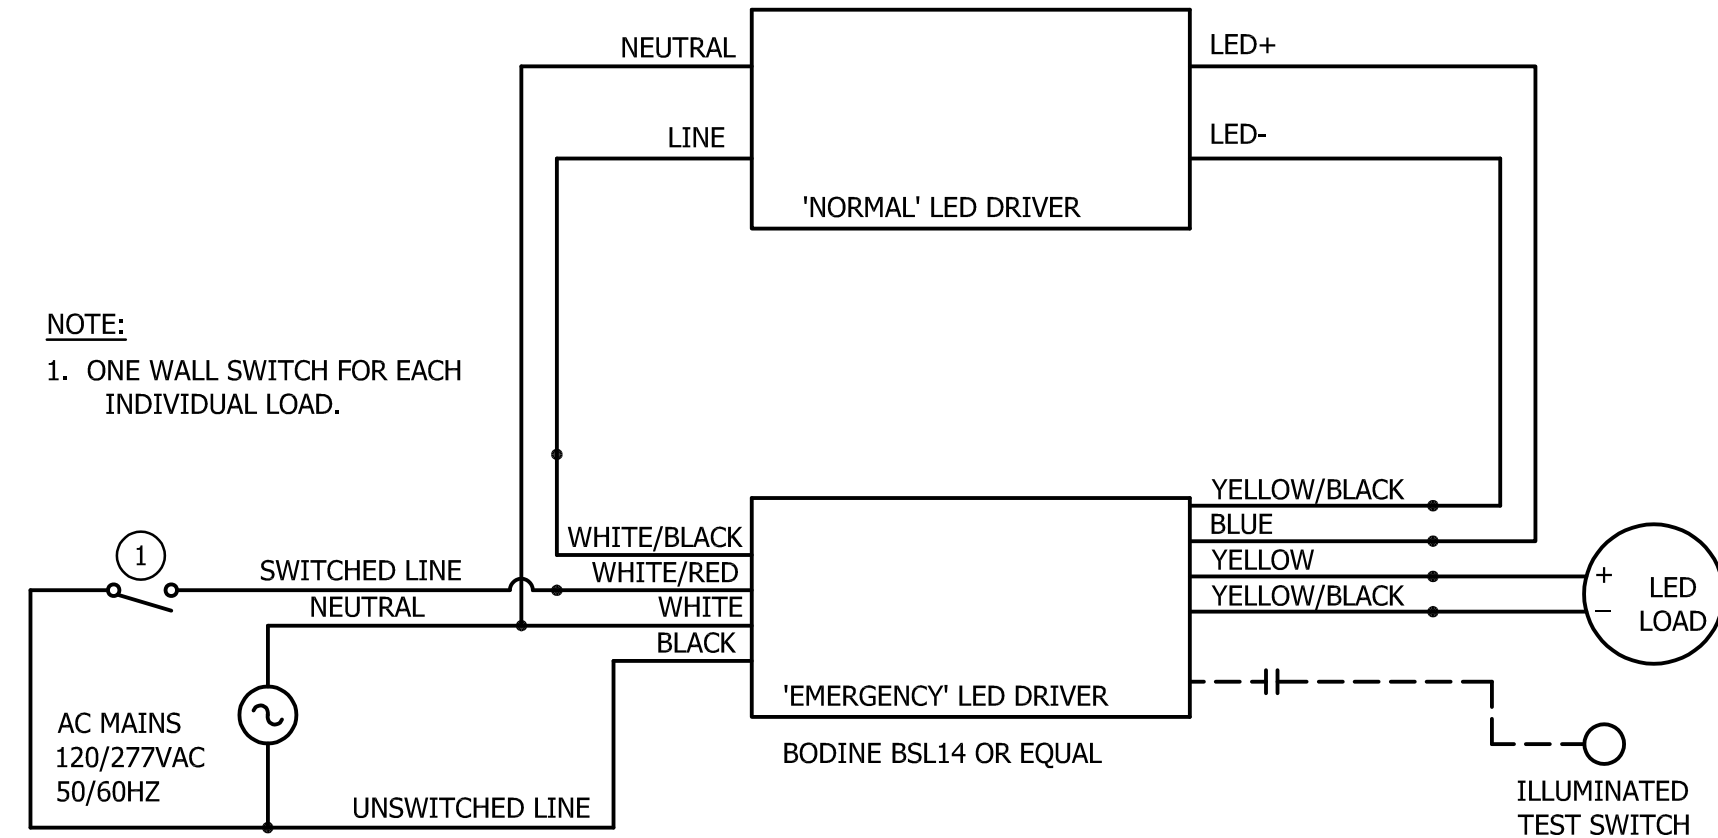 NEUTRAL
LED+
LINE
LED-
'NORMAL' LED DRIVER
NOTE:
1. ONE WALL SWITCH FOR EACH
INDIVIDUAL LOAD.
YELLOW/BLACK
BLUE
WHITE/BLACK
YELLOW
1
SWITCHED LINE
WHITE/RED
YELLOW/BLACK
NEUTRAL
WHITE
BLACK
+
−
LED
LOAD
'EMERGENCY' LED DRIVER
AC MAINS
120/277VAC
50/60HZ
BODINE BSL14 OR EQUAL
UNSWITCHED LINE
ILLUMINATED
TEST SWITCH